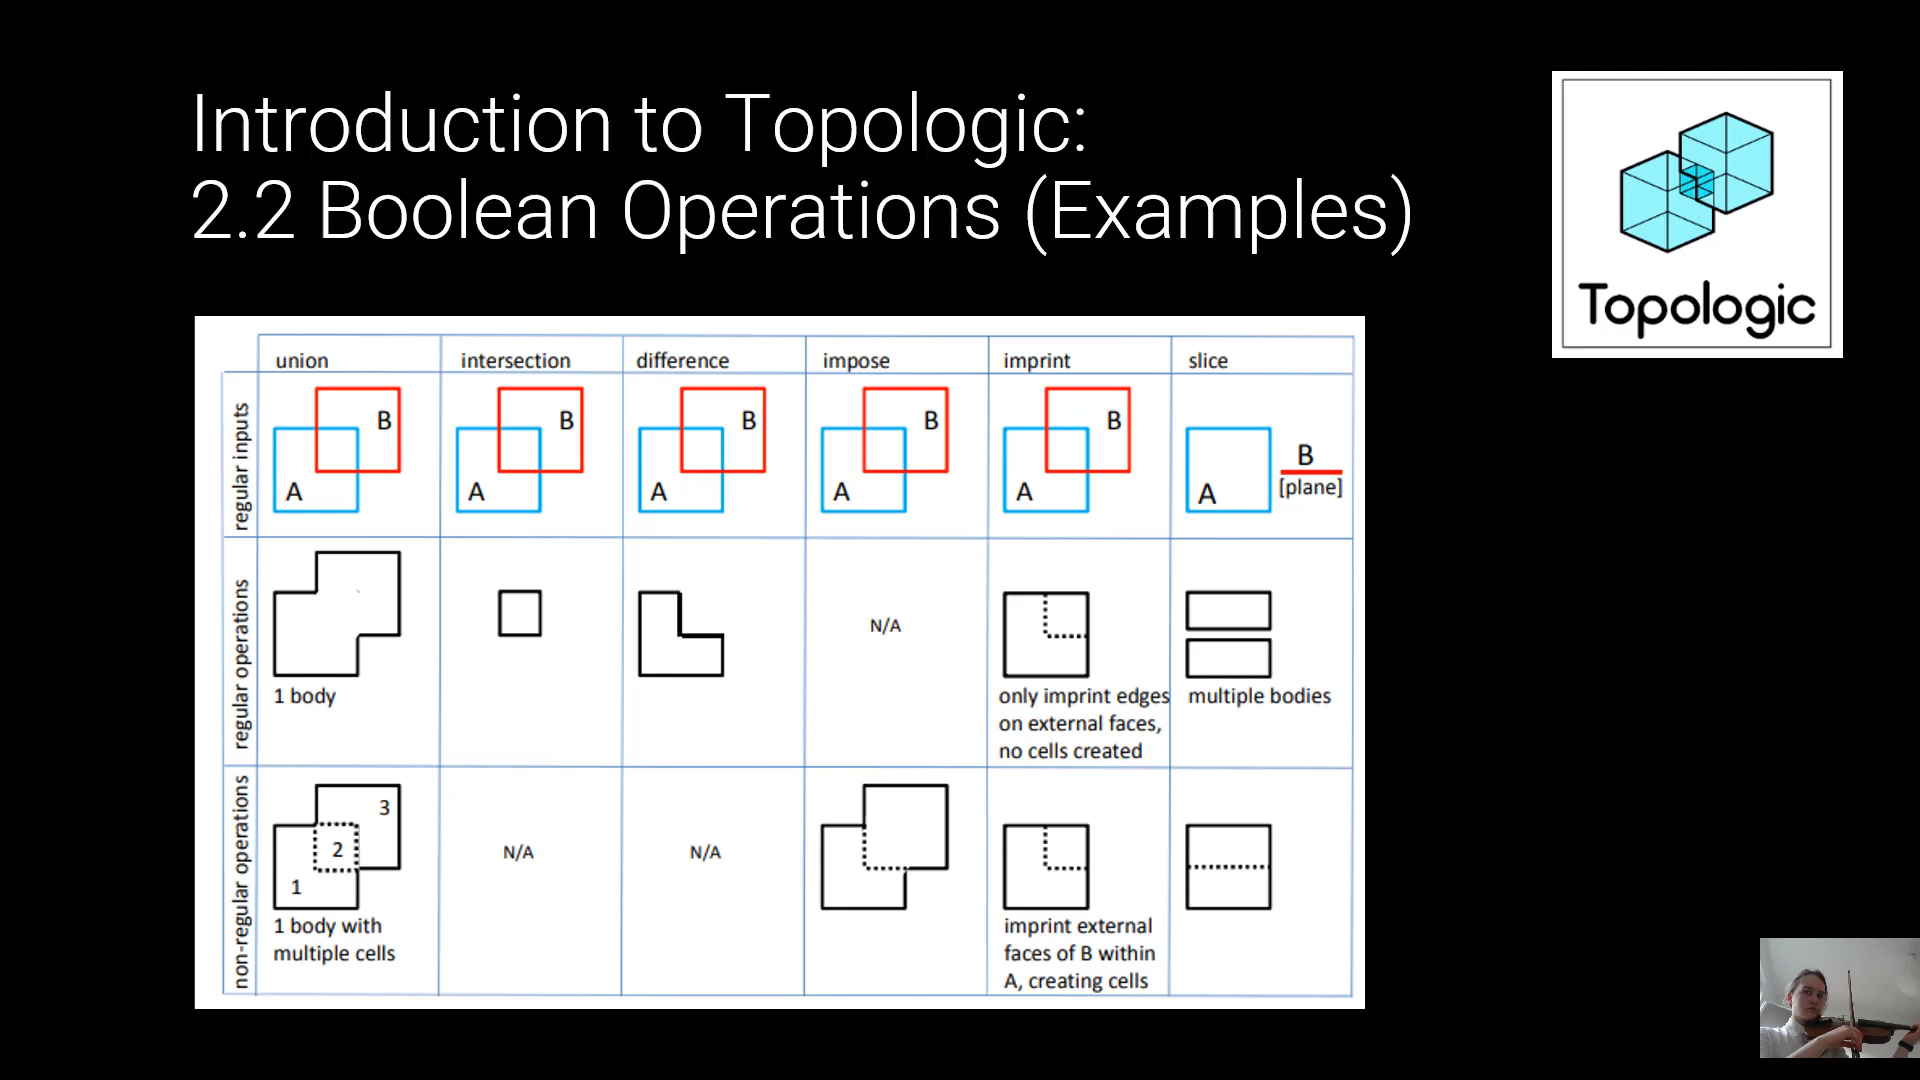 Introduction to Topologic:
2.2 Boolean Operations (Examples)
Topologic
union intersection difference impose imprint slice
regular inputs
A B A B A B A B A B A B
[plane]
regular operations
1 body
N/A
only imprint edges
on external faces,
no cells created
multiple bodies
non-regular operations
1 2 3
1 body with
multiple cells
N/A
N/A
imprint external
faces of B within
A, creating cells